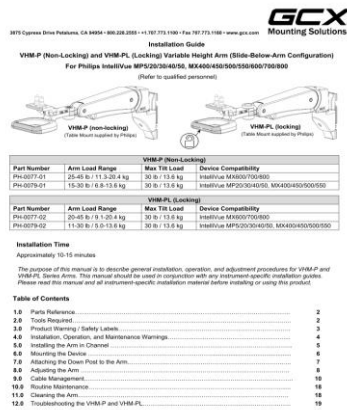 GCX
Mounting Solutions
3875 Cypress Drive Petaluma, CA 94954 • 800.228.2555 • +1.707.773.1100 • Fax 707.773.1180 • www.gcx.com
Installation Guide
VHM-P (Non-Locking) and VHM-PL (Locking) Variable Height Arm (Slide-Below-Arm Configuration)
For Philips IntelliVue MP5/20/30/40/50, MX400/450/500/550/600/700/800
(Refer to qualified personnel)
VHM-P (non-locking)
(Table Mount supplied by Philips)
VHM-PL (locking)
(Table Mount supplied by Philips)
VHM-P (Non-Locking)
Part Number Arm Load Range Max Tilt Load Device Compatibility
PH-0077-01 25-45 lb / 11.3-20.4 kg 30 lb / 13.6 kg IntelliVue MX600/700/800
PH-0079-01 15-30 lb / 6.8-13.6 kg 30 lb / 13.6 kg IntelliVue MP20/30/40/50, MX400/450/500/550
VHM-PL (Locking)
Part Number Arm Load Range Max Tilt Load Device Compatibility
PH-0077-02 20-45 lb / 9.1-20.4 kg 30 lb / 13.6 kg IntelliVue MX600/700/800
PH-0079-02 11-30 lb / 5.0-13.6 kg 30 lb / 13.6 kg IntelliVue MP5/20/30/40/50, MX400/450/500/550
Installation Time
Approximately 10-15 minutes
The purpose of this manual is to describe general installation, operation, and adjustment procedures for VHM-P and
VHM-PL Series Arms. This manual should be used in conjunction with any instrument-specific installation guides.
Please read this manual and all instrument-specific installation material before installing or using this product.
Table of Contents
1.0 Parts Reference 2
2.0 Tools Required 2
3.0 Product Warning / Safety Labels 3
4.0 Installation, Operation, and Maintenance Warnings 4
5.0 Installing the Arm in Channel 5
6.0 Mounting the Device 6
7.0 Attaching the Down Post to the Arm 7
8.0 Adjusting the Arm 8
9.0 Cable Management 10
10.0 Routine Maintenance 18
11.0 Cleaning the Arm 18
12.0 Troubleshooting the VHM-P and VHM-PL 19